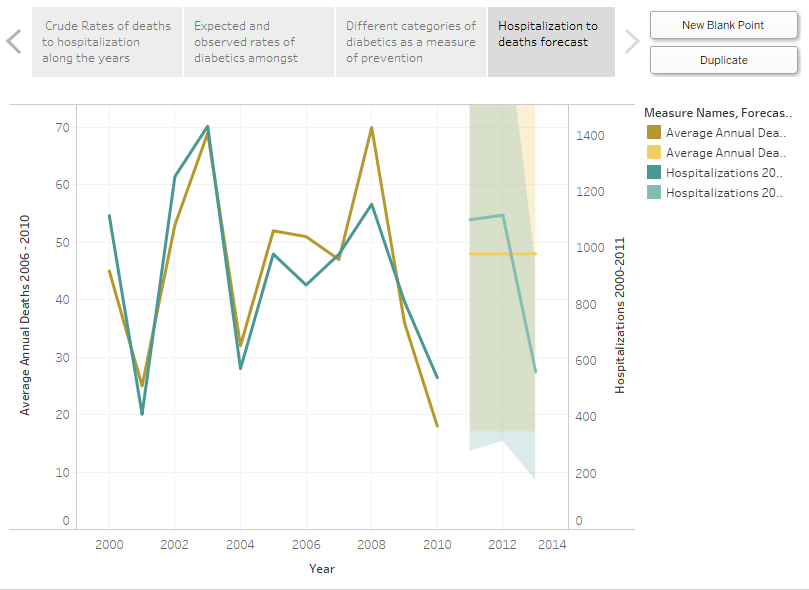 Crude Rates of deaths
to hospitalization
along the years
Expected and
observed rates of
diabetics amongst
Different categories of
diabetics as a measure
of prevention
Hospitalization to
deaths forecast
New Blank Point
Duplicate
Measure Names, Forecas..
Average Annual Dea..
Average Annual Dea..
Hospitalizations 20..
Hospitalizations 20..
Average Annual Deaths 2006 - 2010
70
60
50
40
30
20
10
0
1400
1200
1000
800
600
400
200
0
Hospitalizations 2000-2011
2000
2002
2004
2006
2008
2010
2012
2014
Year